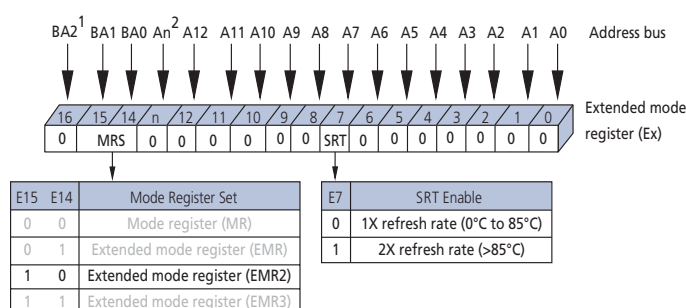 BA2 1 BA1 BA0 An 2 A12 A11 A10 A9 A8 A7 A6 A5 A4 A3 A2 A1 A0 Address bus
16 15 14 n 12 11 10 9 8 7 6 5 4 3 2 1 0 Extended mode
0 MRS 0 0 0 0 0 0 SRT 0 0 0 0 0 0 0 register (Ex)
E15 E14 Mode Register Set
0 0 Mode register (MR)
0 1 Extended mode register (EMR)
1 0 Extended mode register (EMR2)
1 1 Extended mode register (EMR3)
E7 SRT Enable
0 1X refresh rate (0°C to 85°C)
1 2X refresh rate (>85°C)